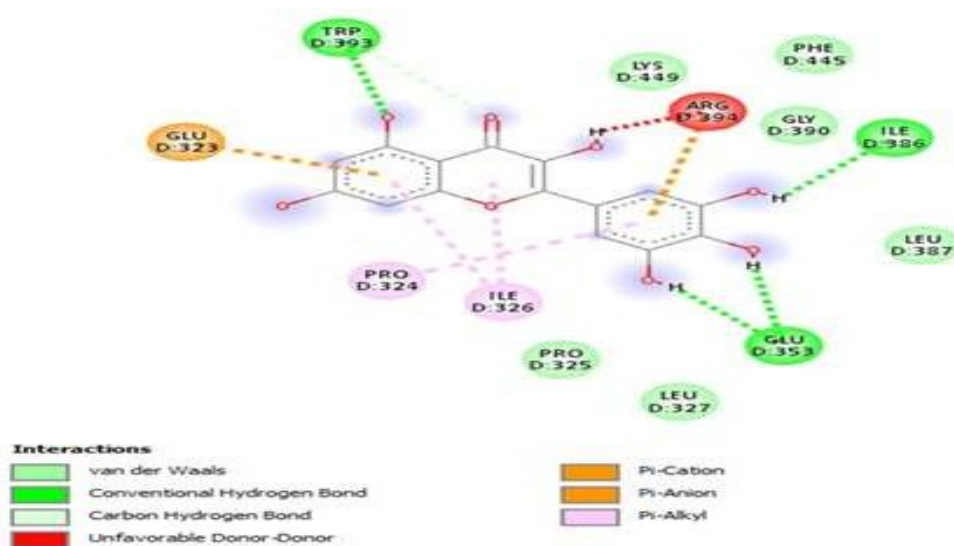 TRP
D:393
LYS
D:449
PHE
D:445
ARG
D:394
GLY
D:390
ILE
D:386
GLU
D:323
H
H
LEU
D:387
H
PRO
D:324
ILE
D:326
H
GLU
D:353
PRO
D:325
LEU
D:327
Interactions
van der Waals
Conventional Hydrogen Bond
Carbon Hydrogen Bond
Unfavorable Donor-Donor
Pi-Cation
Pi-Anion
Pi-Alkyl